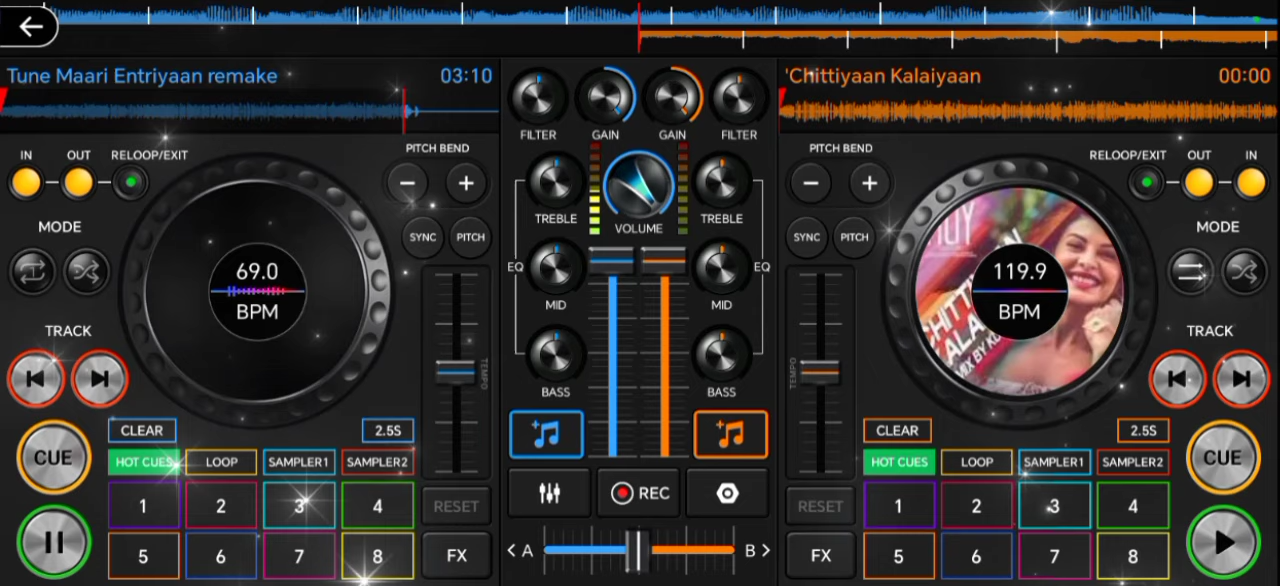 Tune Maari Entriyaan remake
03:10
'Chittiyaan Kalaiyaan
00:00
IN
OUT
RELOOP/EXIT
PITCH BEND
MODE
SYNC
PITCH
69.0
BPM
TRACK
TEMPO
CLEAR
2.5S
CUE
HOT CUES
LOOP
SAMPLER1
SAMPLER2
1
2
3
4
RESET
5
6
7
8
FX
FILTER
GAIN
GAIN
FILTER
TREBLE
VOLUME
TREBLE
EQ
EQ
MID
MID
BASS
BASS
REC
< A
B >
PITCH BEND
RELOOP/EXIT
OUT
IN
SYNC
PITCH
MODE
119.9
BPM
TRACK
TEMPO
CLEAR
2.5S
HOT CUES
LOOP
SAMPLER1
SAMPLER2
CUE
RESET
1
2
3
4
FX
5
6
7
8